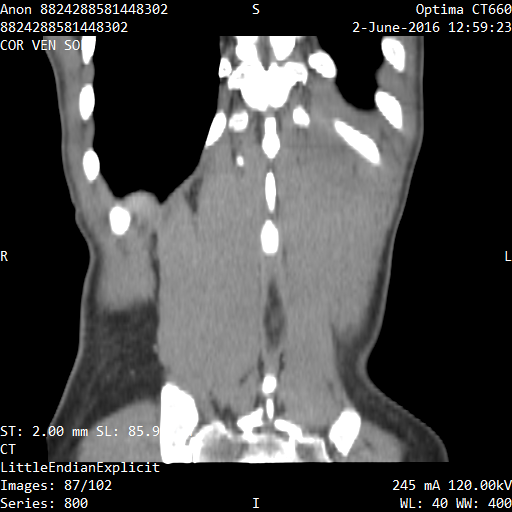 Anon 8824288581448302
S
Optima CT660
8824288581448302
2-June-2016 12:59:23
COR VEN SO
R
L
ST: 2.00 mm SL: 85.9
CT
LittleEndianExplicit
Images: 87/102
245 mA 120.00kV
Series: 800
I
WL: 40 WW: 400